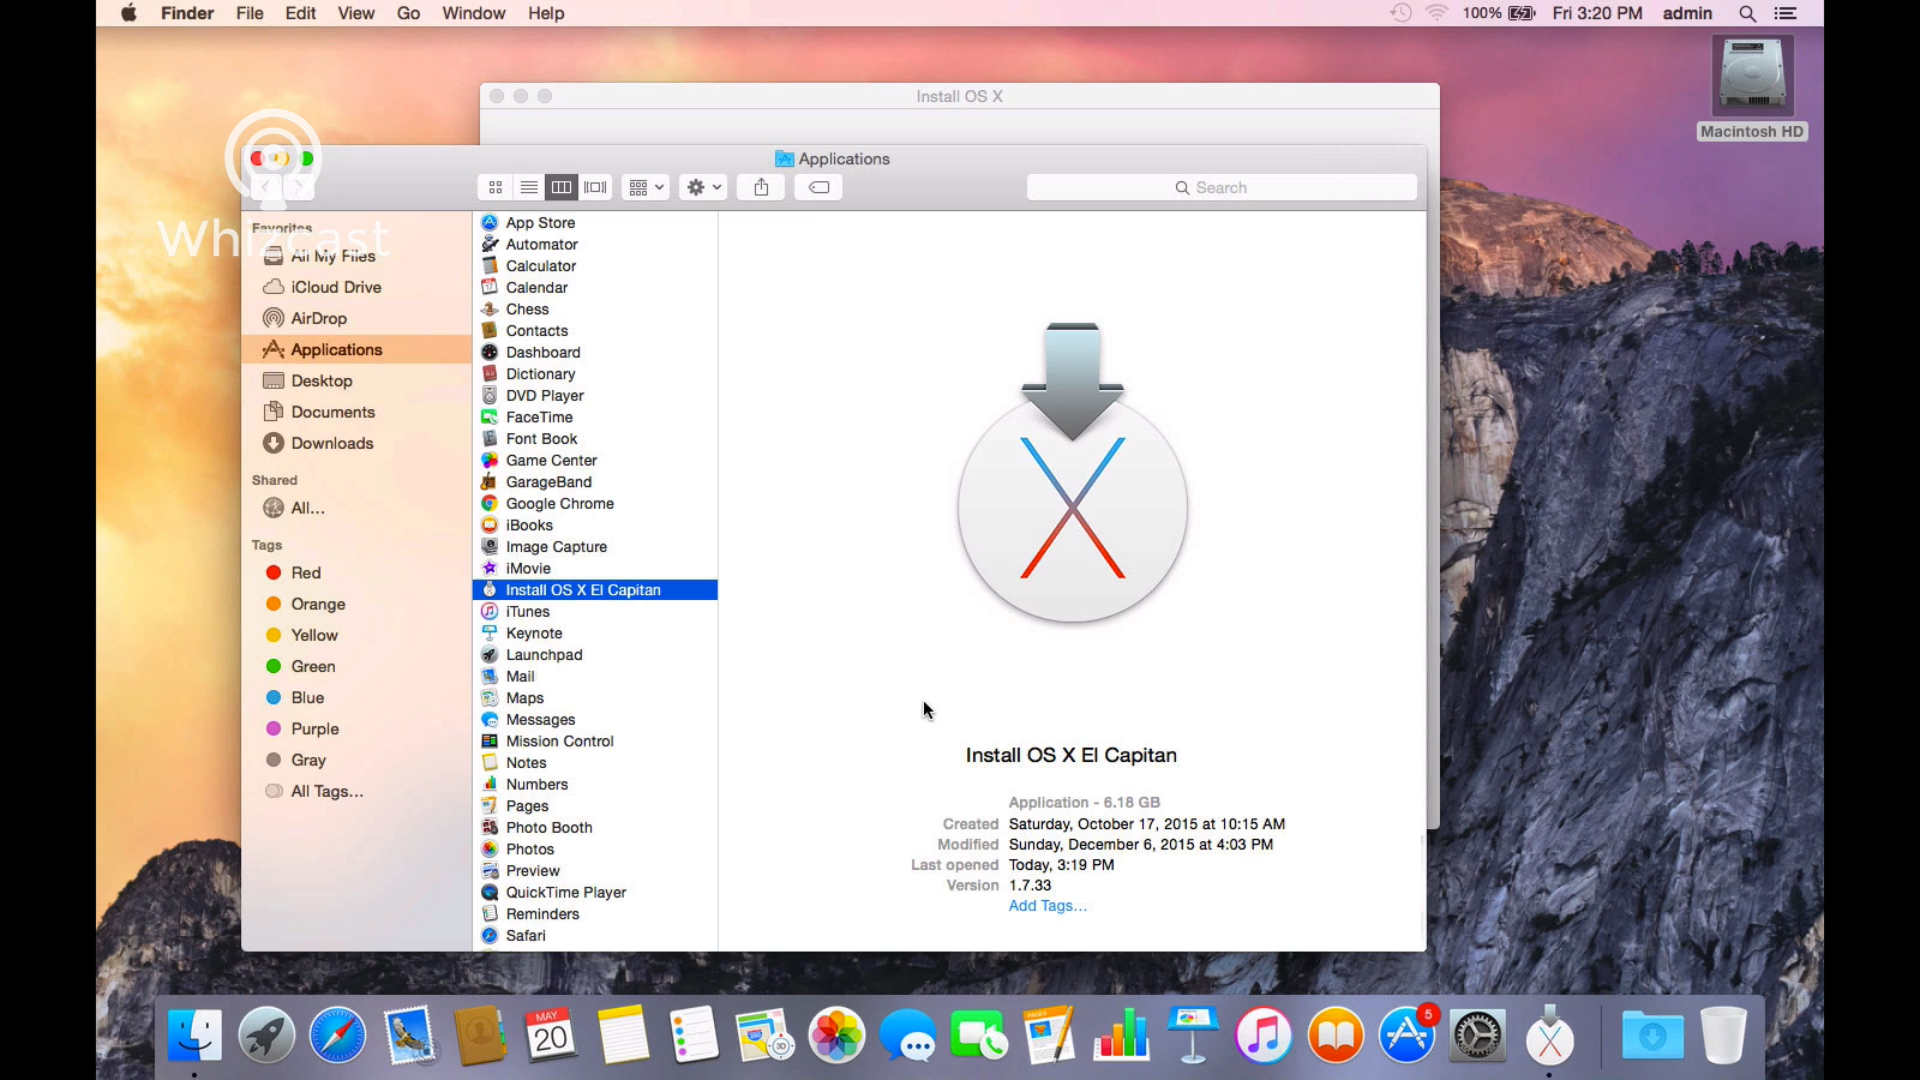 Finder File Edit View Go Window Help
100% Fri 3:20 PM admin
Macintosh HD
Install OS X
Applications
Search
Whizcast
Favorites
All My Files
iCloud Drive
AirDrop
Applications
Desktop
Documents
Downloads
Shared
All...
Tags
Red
Orange
Yellow
Green
Blue
Purple
Gray
All Tags...
App Store
Automator
Calculator
Calendar
Chess
Contacts
Dashboard
Dictionary
DVD Player
FaceTime
Font Book
Game Center
GarageBand
Google Chrome
iBooks
Image Capture
iMovie
Install OS X El Capitan
iTunes
Keynote
Launchpad
Mail
Maps
Messages
Mission Control
Notes
Numbers
Pages
Photo Booth
Photos
Preview
QuickTime Player
Reminders
Safari
Install OS X El Capitan
Application - 6.18 GB
Created Saturday, October 17, 2015 at 10:15 AM
Modified Sunday, December 6, 2015 at 4:03 PM
Last opened Today, 3:19 PM
Version 1.7.33
Add Tags...
MAY
20
PAGES
5